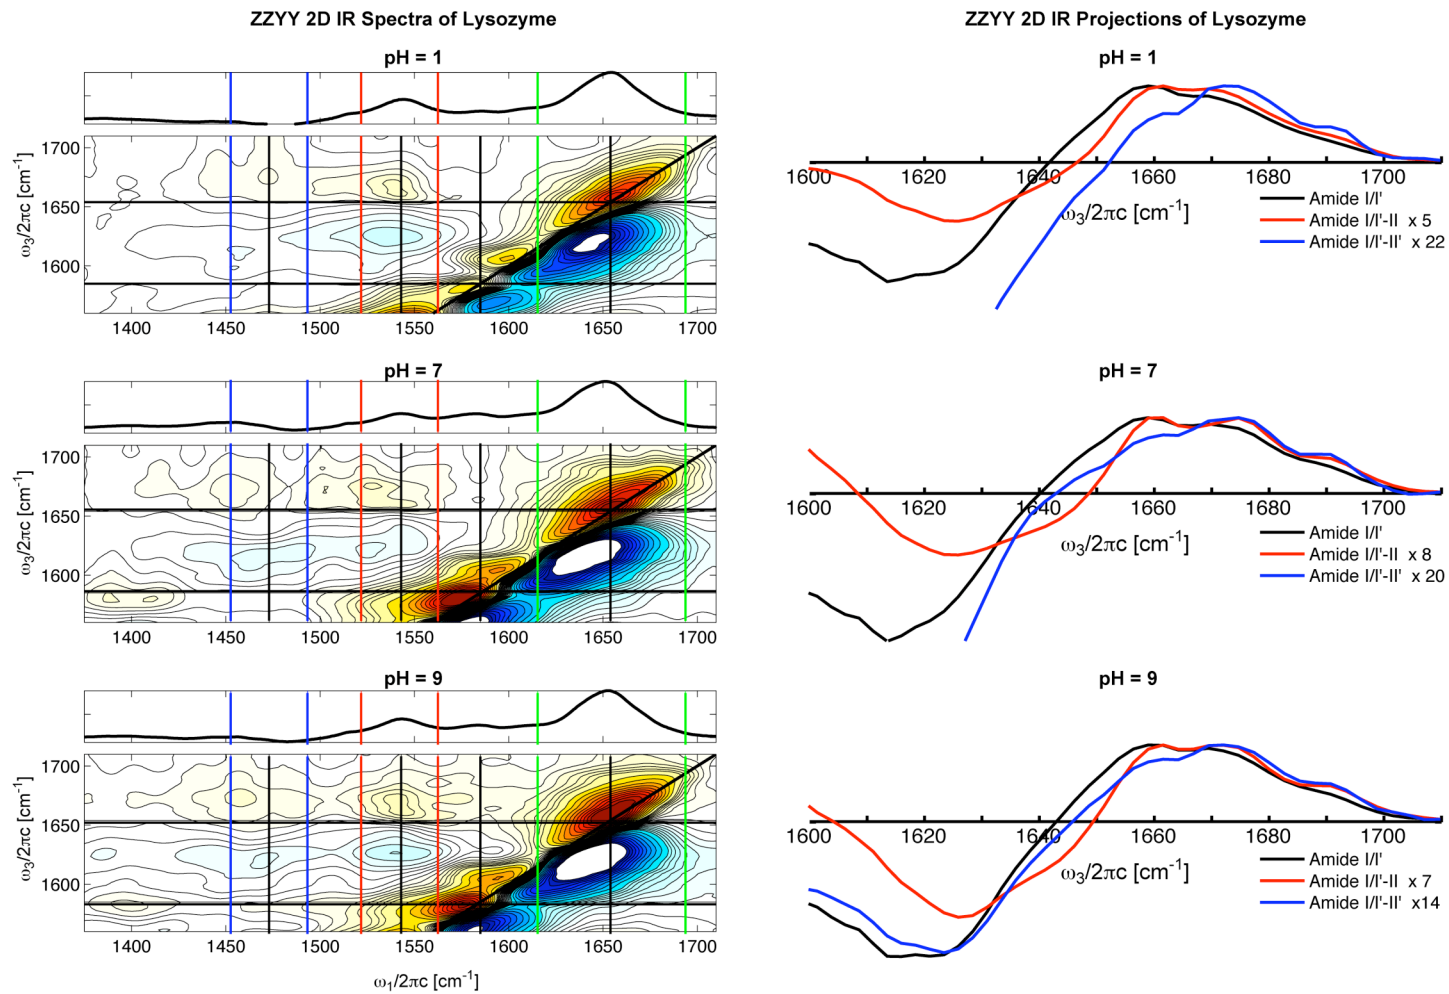 ZZYY 2D IR Spectra of Lysozyme
pH = 1
1700
1650
1600
ω3/2πc [cm-1]
1400 1450 1500 1550 1600 1650 1700
pH = 7
1700
1650
1600
ω3/2πc [cm-1]
1400 1450 1500 1550 1600 1650 1700
pH = 9
1700
1650
1600
ω3/2πc [cm-1]
1400 1450 1500 1550 1600 1650 1700
ω1/2πc [cm-1]
ZZYY 2D IR Projections of Lysozyme
pH = 1
1600 1620 1640 1660 1680 1700
ω3/2πc [cm-1]
Amide I/I'
Amide I/I'-II x 5
Amide I/I'-II' x 22
pH = 7
1600 1620 1640 1660 1680 1700
ω3/2πc [cm-1]
Amide I/I'
Amide I/I'-II x 8
Amide I/I'-II' x 20
pH = 9
1600 1620 1640 1660 1680 1700
ω3/2πc [cm-1]
Amide I/I'
Amide I/I'-II x 7
Amide I/I'-II' x14